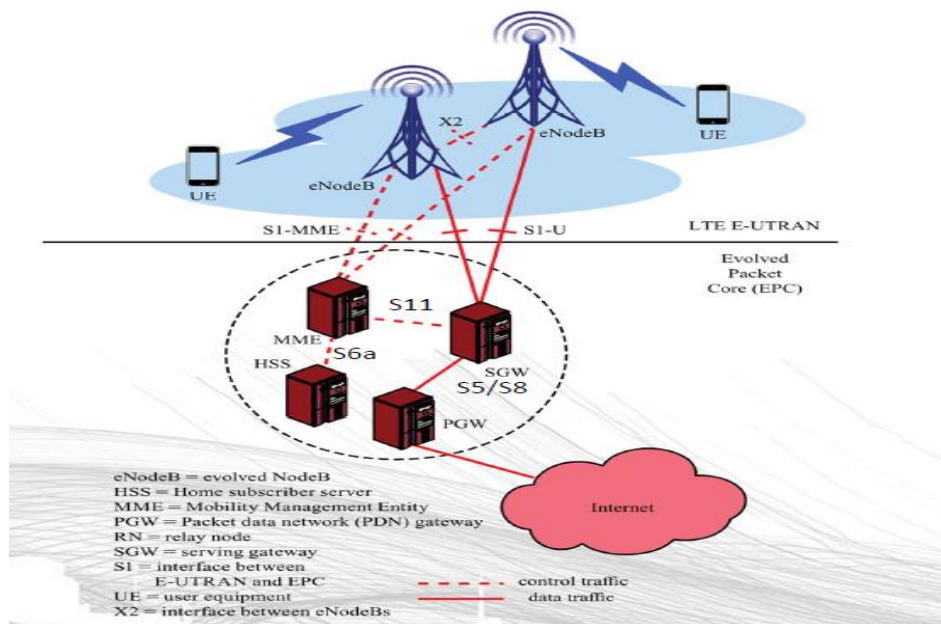 X2
eNodeB
UE
eNodeB
UE
S1-MME
S1-U
LTE E-UTRAN
Evolved
Packet
Core (EPC)
S11
MME
S6a
HSS
SGW
S5/S8
PGW
Internet
eNodeB = evolved NodeB
HSS = Home subscriber server
MME = Mobility Management Entity
PGW = Packet data network (PDN) gateway
RN = relay node
SGW = serving gateway
S1 = interface between
E-UTRAN and EPC
UE = user equipment
X2 = interface between eNodeBs
control traffic
data traffic